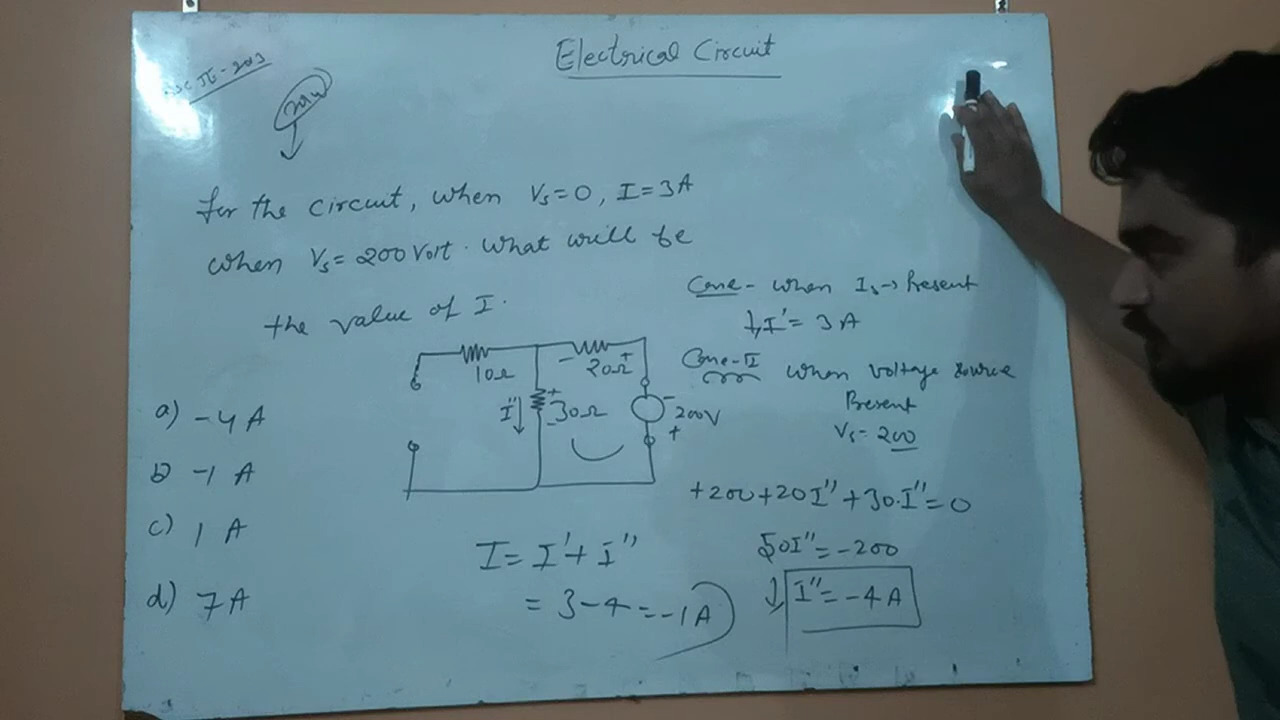 Electrical Circuit
for the circuit, when Vs=0, I=3A
when Vs=200 Volt. What will be
the value of I.
Case- when Is→Present
I'= 3A
Case-II when voltage source
Present
Vs=200
10Ω
- 20Ω +
I" ↓ + 30Ω -
- 200V +
a) -4 A
b) -1 A
c) 1 A
d) 7A
+200+20I"+30.I"=0
50I"=-200
I"=-4A
I=I'+I"
= 3-4=-1A